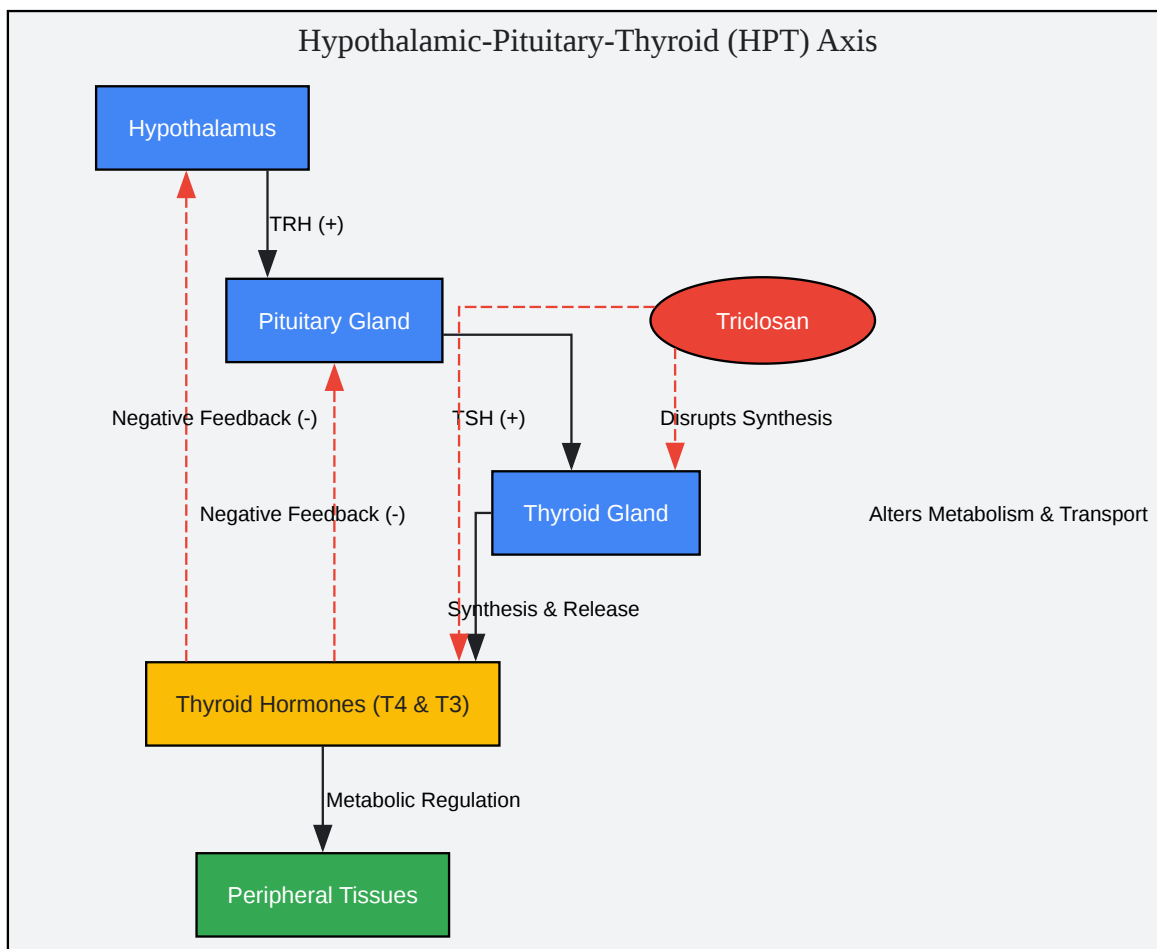 Hypothalamic-Pituitary-Thyroid (HPT) Axis
Hypothalamus
TRH (+)
Pituitary Gland
Triclosan
Negative Feedback (-)
TSH (+)
Disrupts Synthesis
Negative Feedback (-)
Thyroid Gland
Alters Metabolism & Transport
Synthesis & Release
Thyroid Hormones (T4 & T3)
Metabolic Regulation
Peripheral Tissues